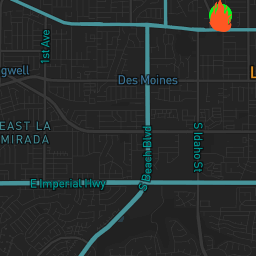 1st Ave
gwell
Des Moines
L
EAST LA
MIRADA
S Beach Blvd
S Idaho St
E Imperial Hwy